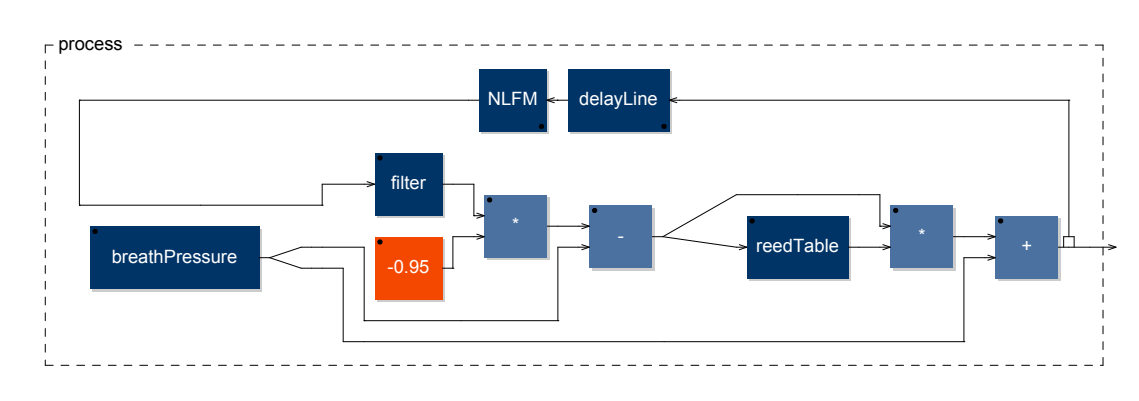 process
NLFM
delayLine
filter
*
breathPressure
-0.95
-
reedTable
*
+